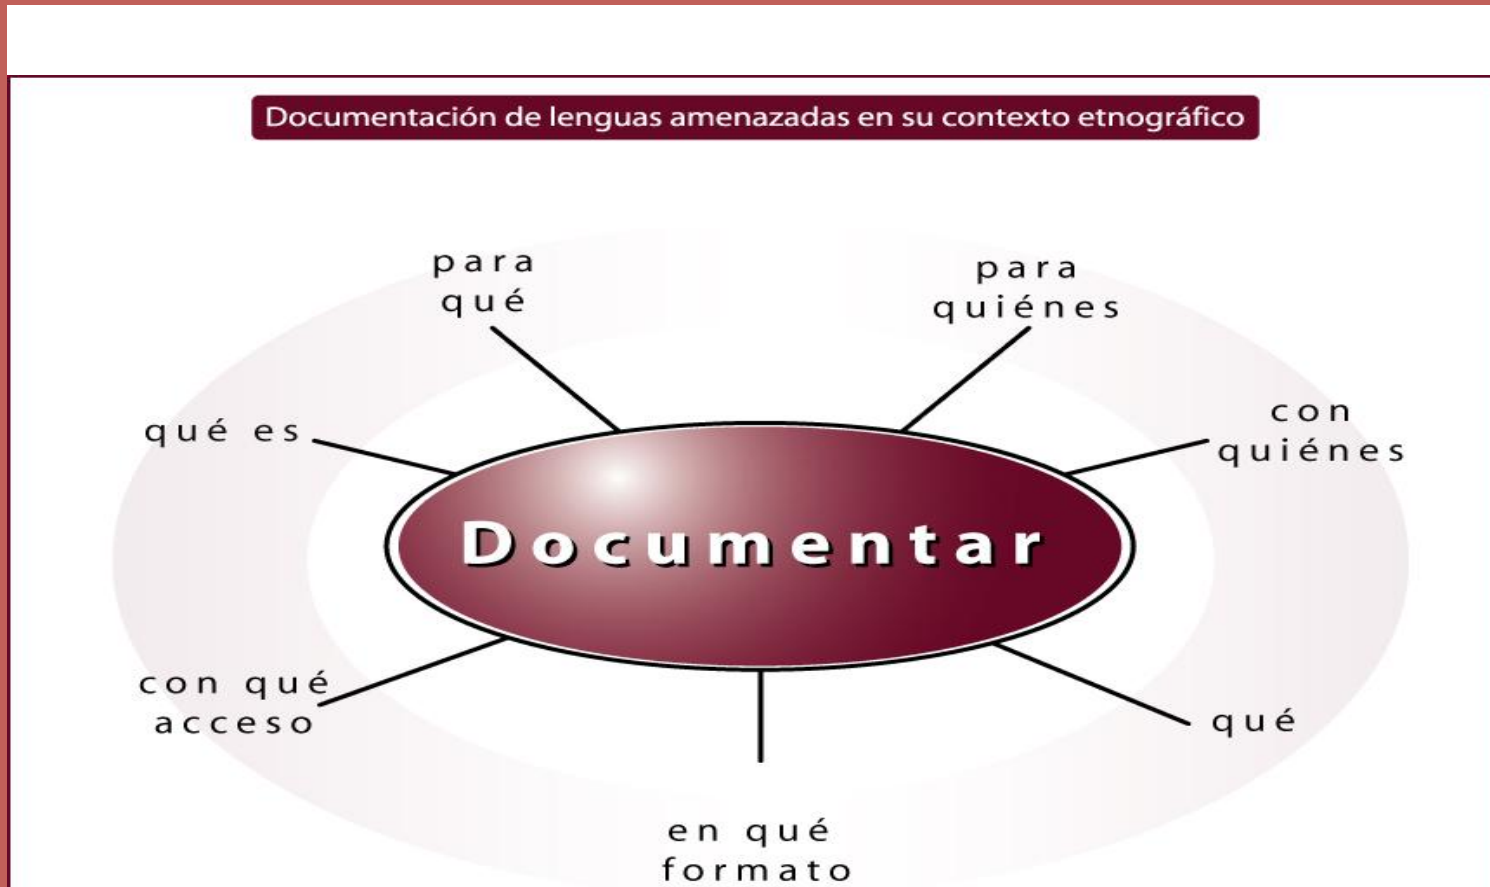 Documentación de lenguas amenazadas en su contexto etnográfico
para
qué
para
quiénes
qué es
con
quiénes
Documentar
con qué
acceso
qué
en qué
formato